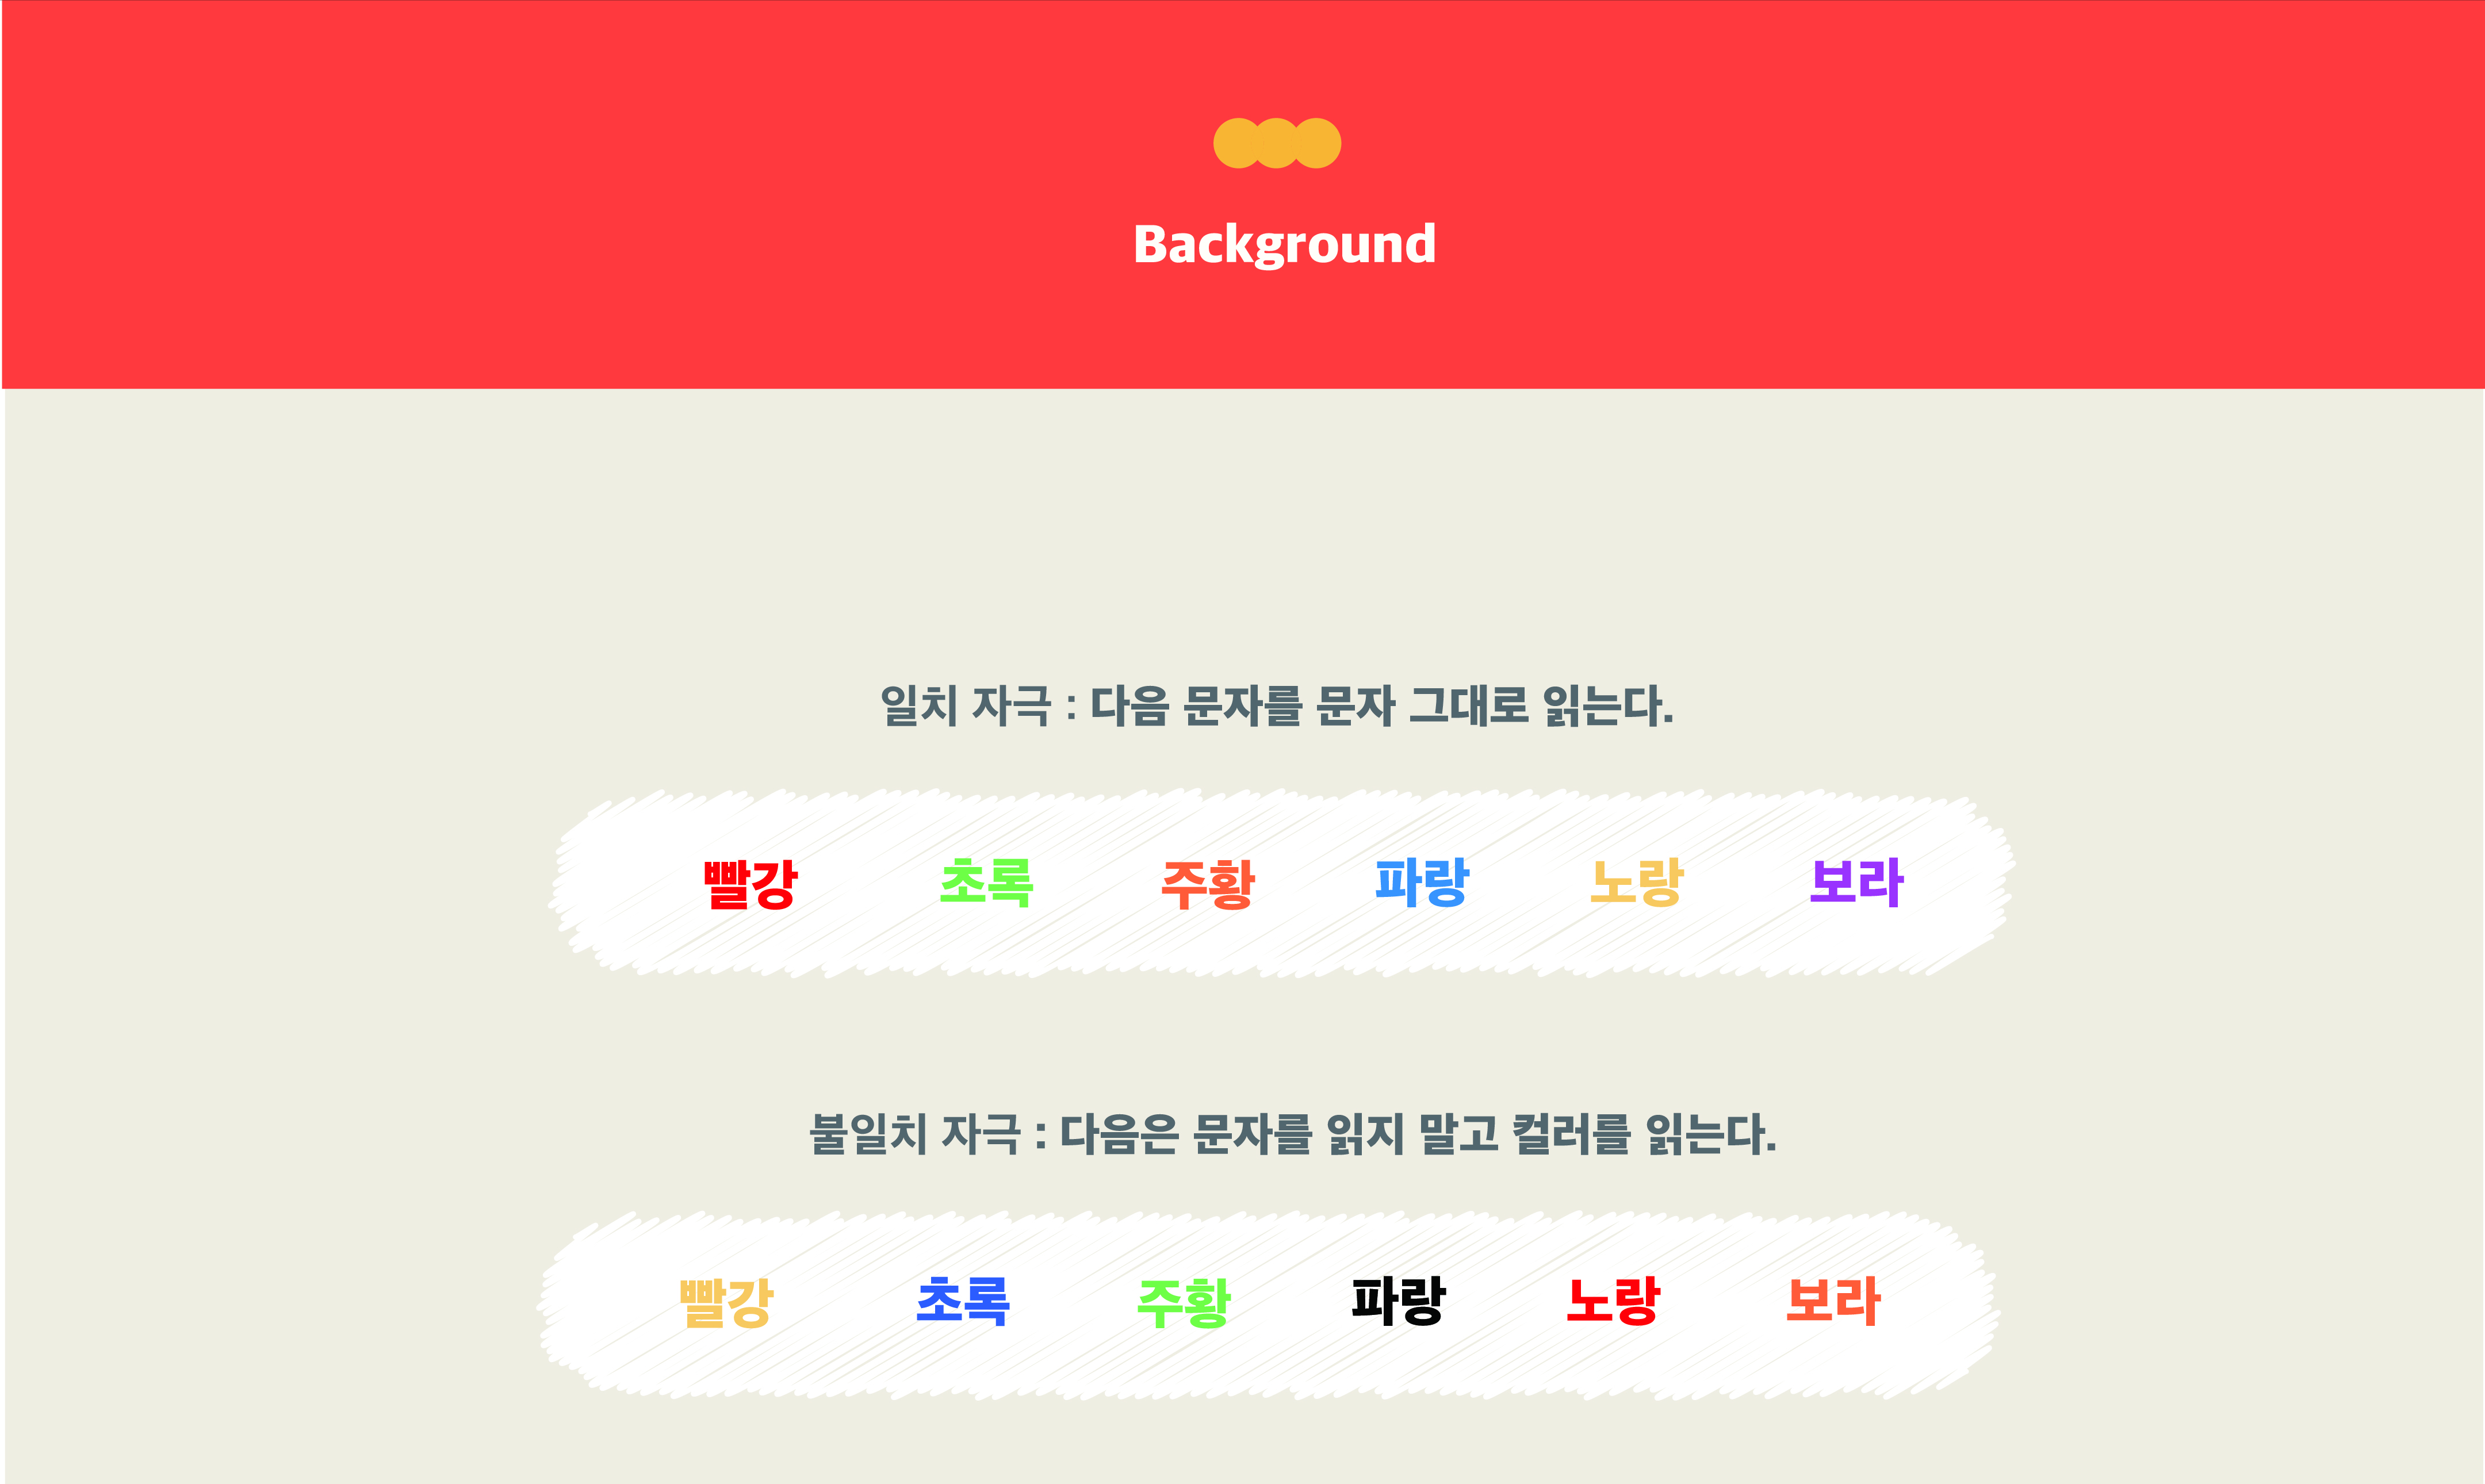 Background
일치 자극 : 다음 문자를 문자 그대로 읽는다.
빨강 초록 주황 파랑 노랑 보라
불일치 자극 : 다음은 문자를 읽지 말고 컬러를 읽는다.
빨강 초록 주황 파랑 노랑 보라